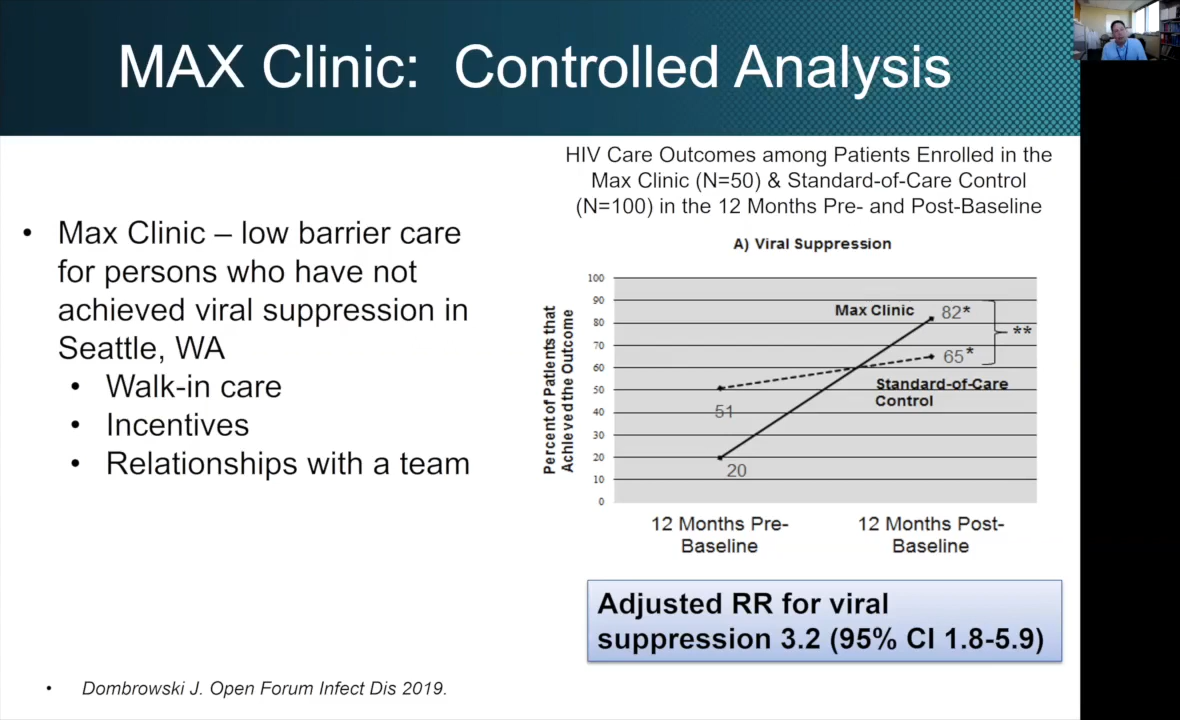 MAX Clinic: Controlled Analysis
• Max Clinic – low barrier care
for persons who have not
achieved viral suppression in
Seattle, WA
• Walk-in care
• Incentives
• Relationships with a team
HIV Care Outcomes among Patients Enrolled in the
Max Clinic (N=50) & Standard-of-Care Control
(N=100) in the 12 Months Pre- and Post-Baseline
A) Viral Suppression
Percent of Patients that
Achieved the Outcome
100
90
80
70
60
50
40
30
20
10
0
Max Clinic
82*
**
65*
Standard-of-Care
Control
51
20
12 Months Pre-
Baseline
12 Months Post-
Baseline
Adjusted RR for viral
suppression 3.2 (95% CI 1.8-5.9)
• Dombrowski J. Open Forum Infect Dis 2019.